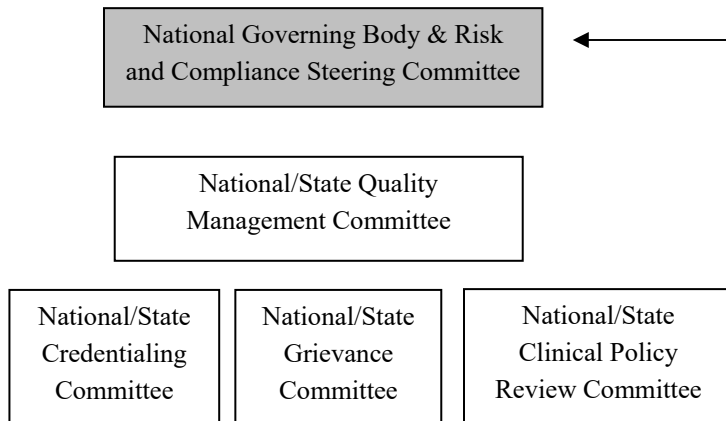 National Governing Body & Risk
and Compliance Steering Committee
National/State Quality
Management Committee
National/State
Credentialing
Committee
National/State
Grievance
Committee
National/State
Clinical Policy
Review Committee